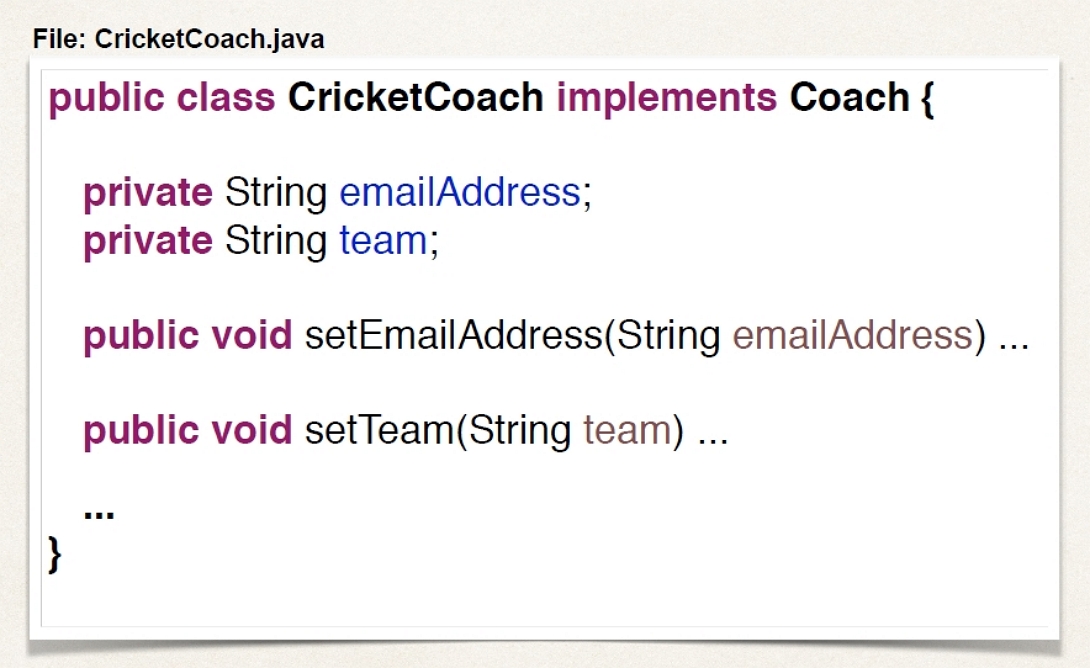 File: CricketCoach.java
public class CricketCoach implements Coach {
private String emailAddress;
private String team;
public void setEmailAddress(String emailAddress) ...
public void setTeam(String team) ...
...
}